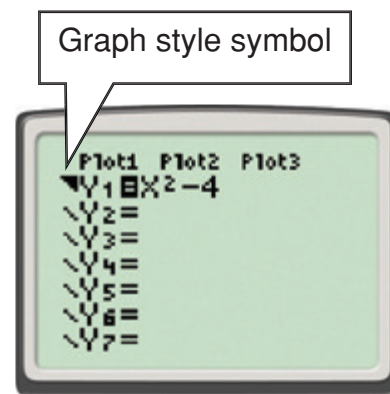 Graph style symbol
Plot1 Plot2 Plot3
◥Y₁=X²−4
\Y₂=
\Y₃=
\Y₄=
\Y₅=
\Y₆=
\Y₇=